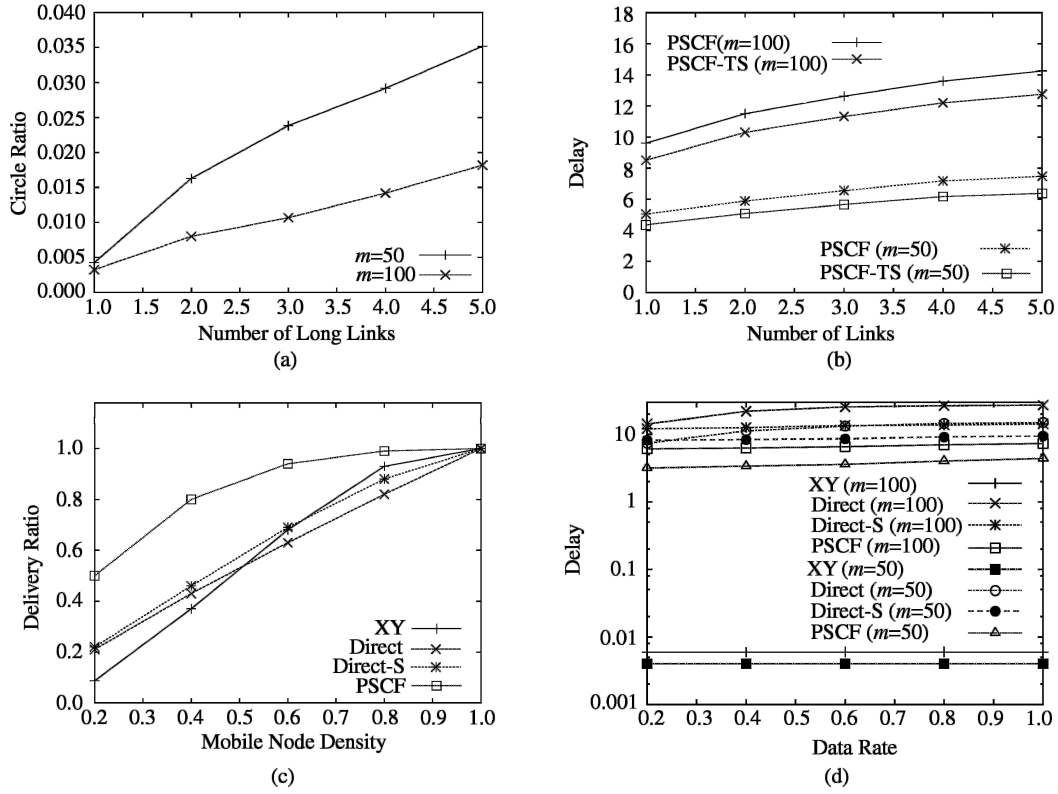 0.040
0.035
0.030
0.025
0.020
0.015
0.010
0.005
0.000
Circle Ratio
m=50
m=100
1.0 1.5 2.0 2.5 3.0 3.5 4.0 4.5 5.0
Number of Long Links
(a)
18
16
14
12
10
8
6
4
2
0
Delay
PSCF(m=100)
PSCF-TS (m=100)
PSCF (m=50)
PSCF-TS (m=50)
1.0 1.5 2.0 2.5 3.0 3.5 4.0 4.5 5.0
Number of Links
(b)
1.0
0.8
0.6
0.4
0.2
0.0
Delivery Ratio
XY
Direct
Direct-S
PSCF
0.2 0.3 0.4 0.5 0.6 0.7 0.8 0.9 1.0
Mobile Node Density
(c)
10
1
0.1
0.01
0.001
Delay
XY (m=100)
Direct (m=100)
Direct-S (m=100)
PSCF (m=100)
XY (m=50)
Direct (m=50)
Direct-S (m=50)
PSCF (m=50)
0.2 0.3 0.4 0.5 0.6 0.7 0.8 0.9 1.0
Data Rate
(d)